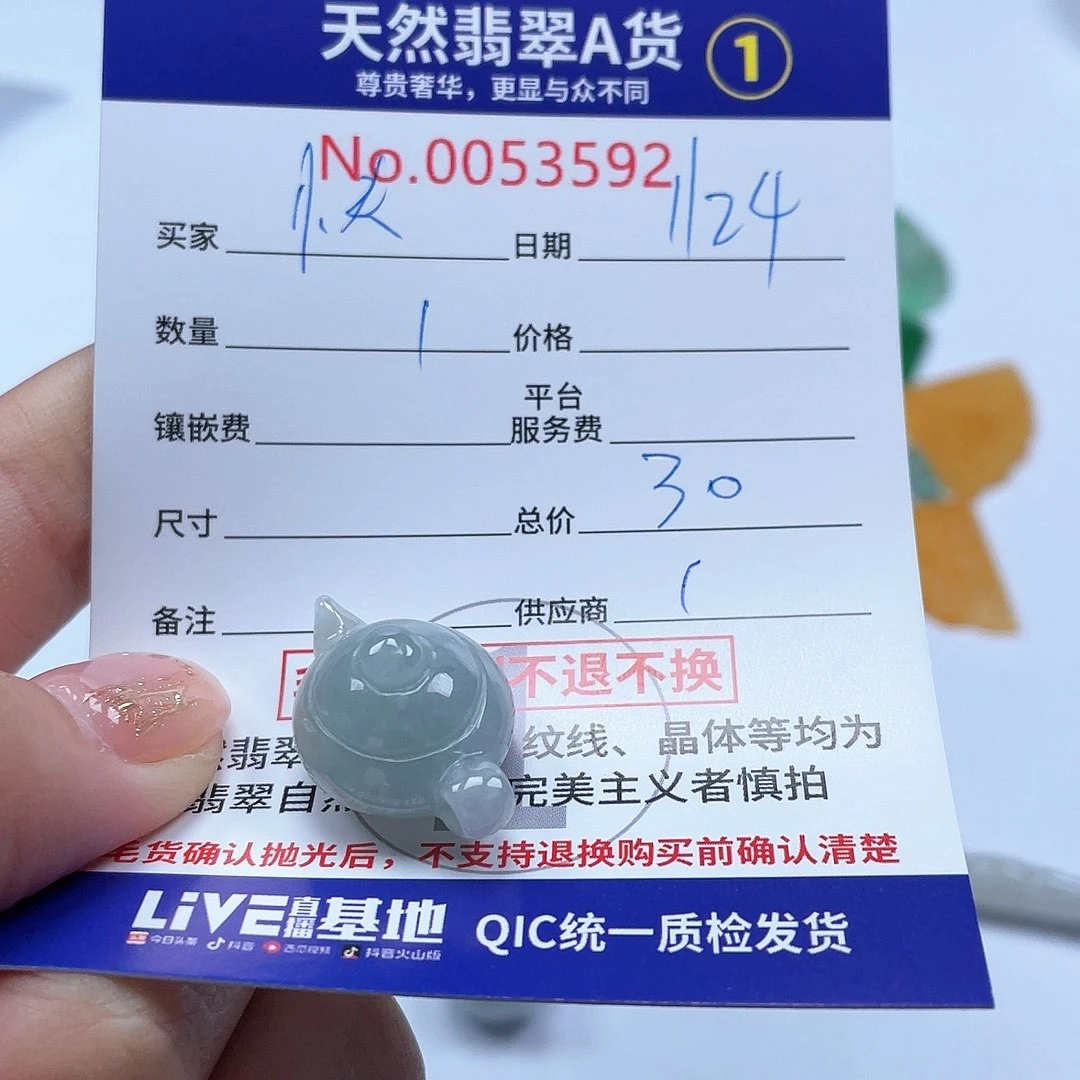 天然翡翠A货 1
尊贵奢华，更显与众不同
No.0053592
买家 日期 1/24
数量 1 价格
镶嵌费 平台服务费
尺寸 总价 30
备注 供应商
不退不换
翡翠 纹线、晶体等均为
翡翠自然 完美主义者慎拍
毛货确认抛光后，不支持退换购买前确认清楚
LiVE直播基地 QIC统一质检发货
今日头条 抖音 西瓜视频 抖音火山版